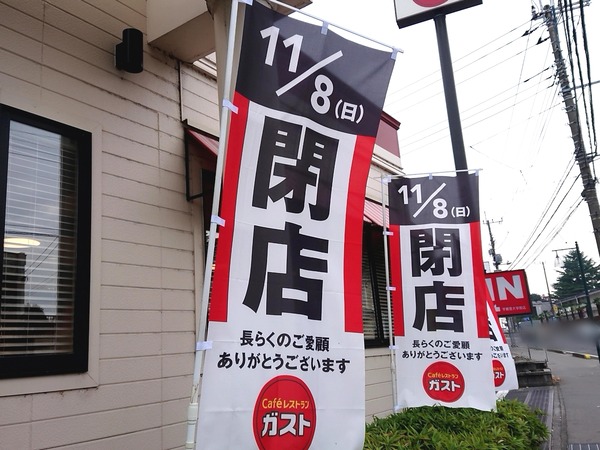 11/8(日)
閉店
長らくのご愛顧
ありがとうございます
Caféレストラン
ガスト
11/8(日)
閉店
長らくのご愛顧
ありがとうございます
Caféレストラン
ガスト
IN